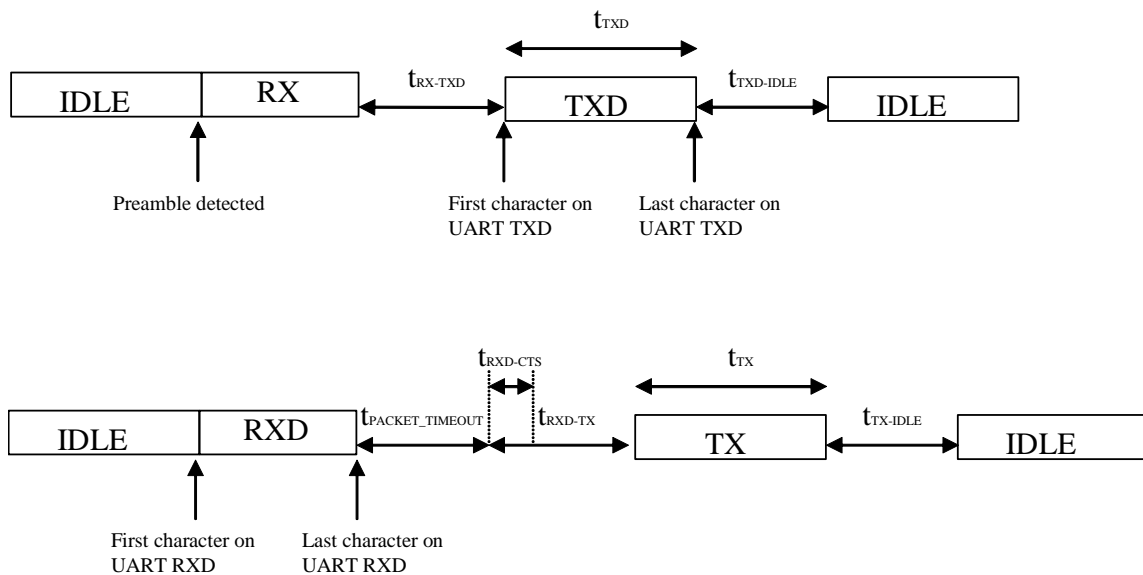 tTXD
IDLE RX tRX-TXD TXD tTXD-IDLE IDLE
Preamble detected
First character on
UART TXD
Last character on
UART TXD
tRXD-CTS
tTX
IDLE RXD tPACKET_TIMEOUT tRXD-TX TX tTX-IDLE IDLE
First character on
UART RXD
Last character on
UART RXD